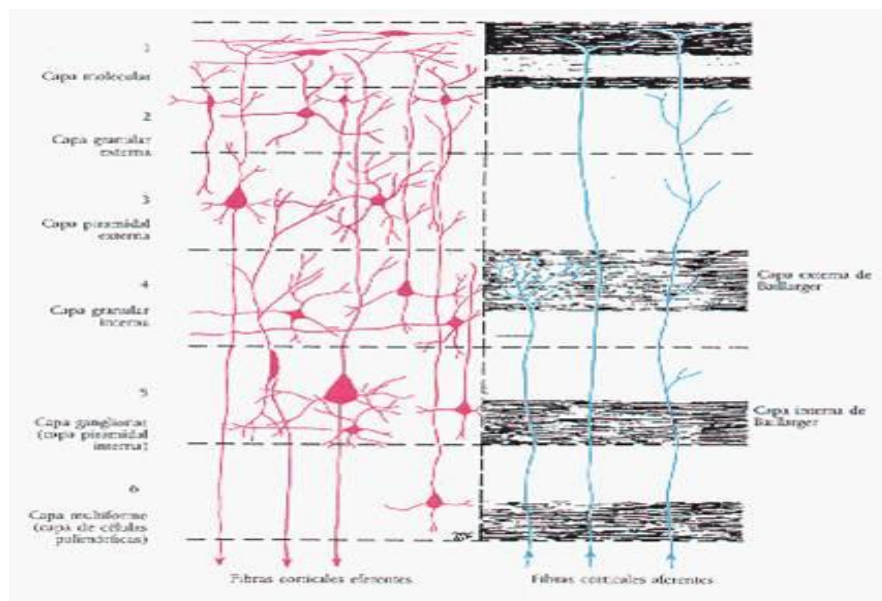 1
Capa molecular
2
Capa granular
externa
3
Capa piramidal
externa
4
Capa granular
interna
5
Capa ganglionar
(capa piramidal
interna)
6
Capa multiforme
(capa de células
polimórficas)
Capa externa de
Baillarger
Capa interna de
Baillarger
Fibras corticales eferentes
Fibras corticales aferentes